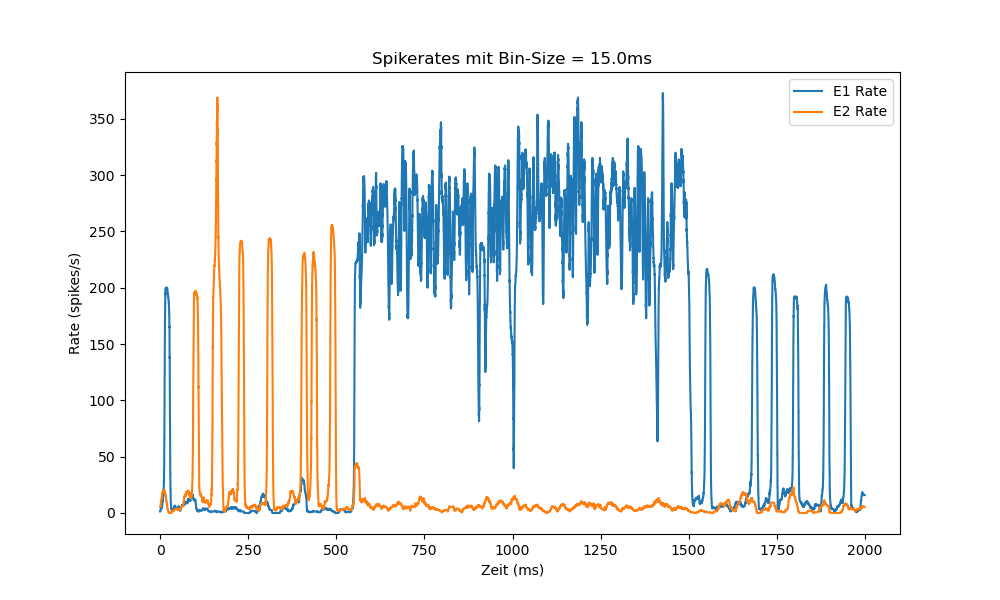 Spikerates mit Bin-Size = 15.0ms
E1 Rate
E2 Rate
Rate (spikes/s)
350
300
250
200
150
100
50
0
0 250 500 750 1000 1250 1500 1750 2000
Zeit (ms)